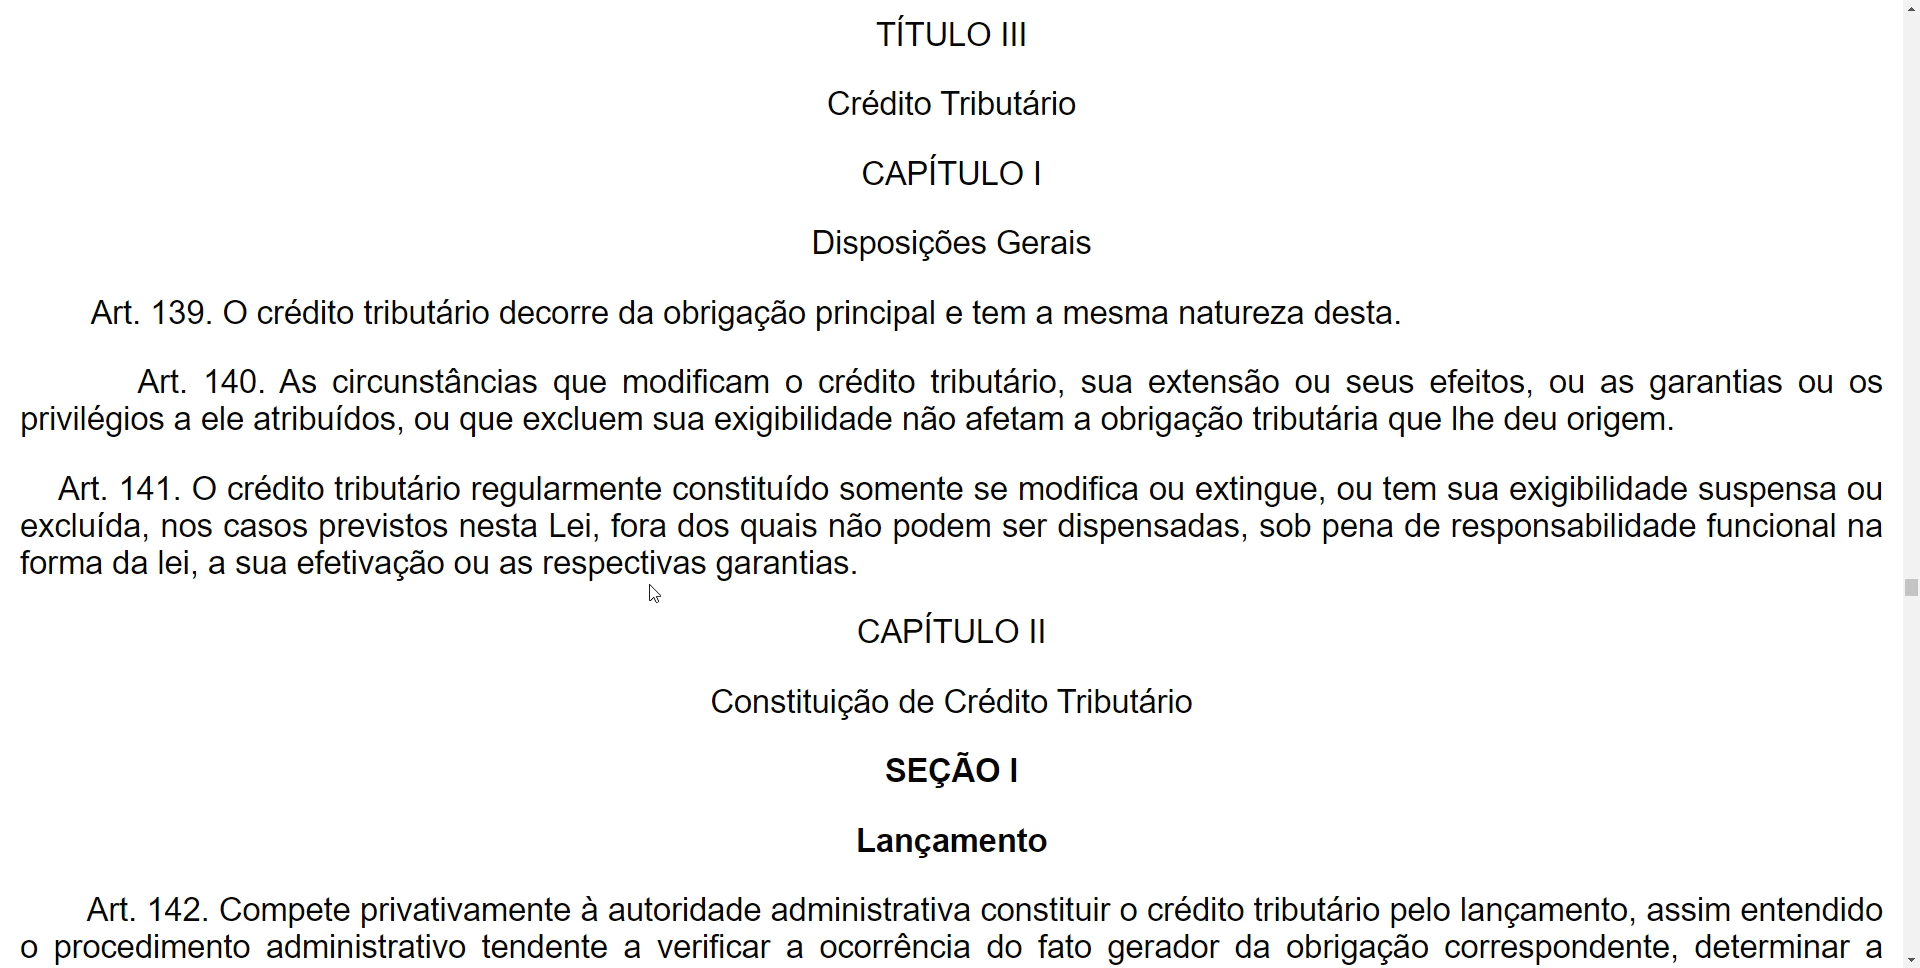 TÍTULO III
Crédito Tributário
CAPÍTULO I
Disposições Gerais
Art. 139. O crédito tributário decorre da obrigação principal e tem a mesma natureza desta.
Art. 140. As circunstâncias que modificam o crédito tributário, sua extensão ou seus efeitos, ou as garantias ou os
privilégios a ele atribuídos, ou que excluem sua exigibilidade não afetam a obrigação tributária que lhe deu origem.
Art. 141. O crédito tributário regularmente constituído somente se modifica ou extingue, ou tem sua exigibilidade suspensa ou
excluída, nos casos previstos nesta Lei, fora dos quais não podem ser dispensadas, sob pena de responsabilidade funcional na
forma da lei, a sua efetivação ou as respectivas garantias.
CAPÍTULO II
Constituição de Crédito Tributário
SEÇÃO I
Lançamento
Art. 142. Compete privativamente à autoridade administrativa constituir o crédito tributário pelo lançamento, assim entendido
o procedimento administrativo tendente a verificar a ocorrência do fato gerador da obrigação correspondente, determinar a